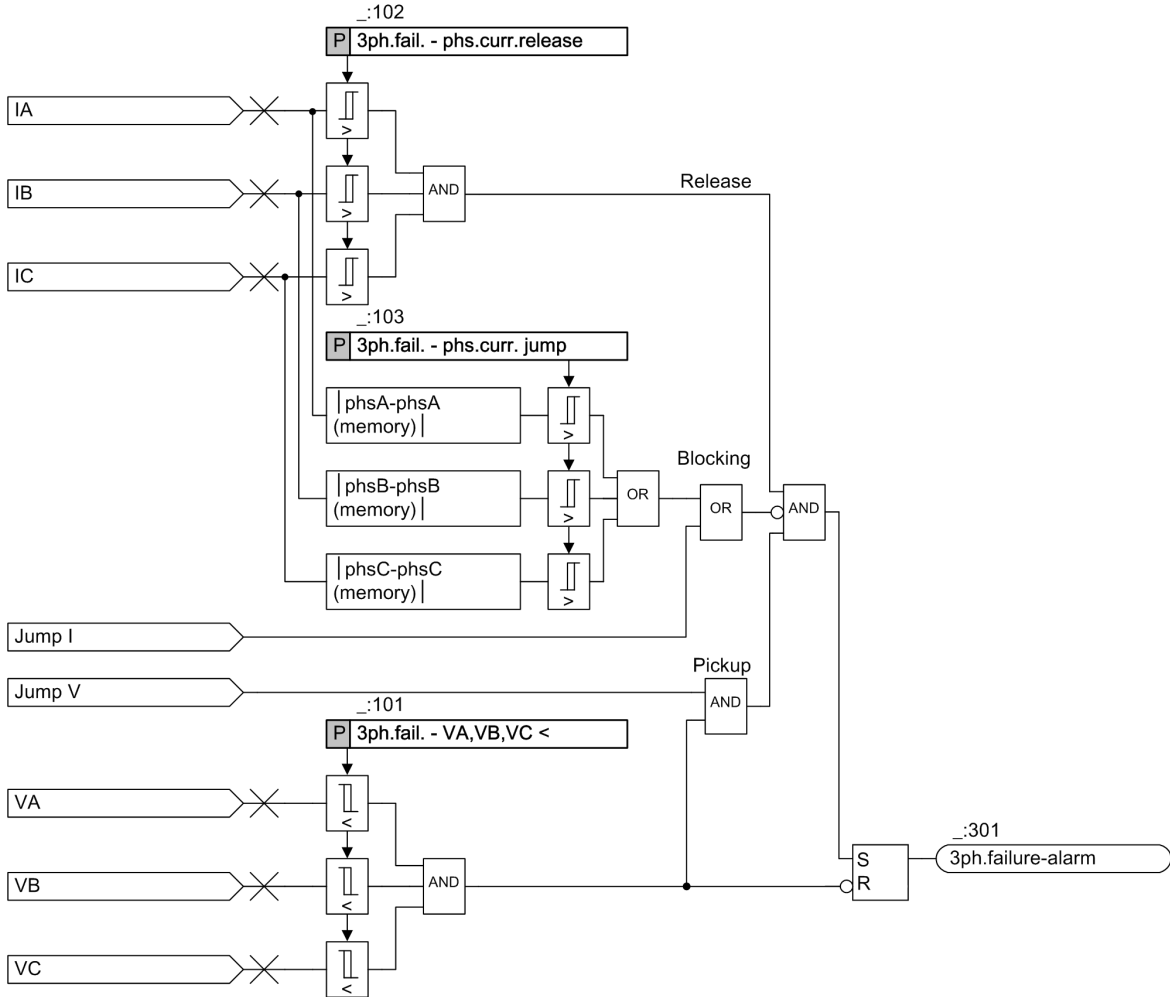 _:102
P 3ph.fail. - phs.curr.release
IA
>
IB
>
AND
Release
IC
>
_:103
P 3ph.fail. - phs.curr. jump
|phsA-phsA
(memory)|
>
Blocking
|phsB-phsB
(memory)|
>
OR
OR
AND
|phsC-phsC
(memory)|
>
Jump I
Pickup
Jump V
AND
_:101
P 3ph.fail. - VA,VB,VC <
VA
<
_:301
S
3ph.failure-alarm
VB
<
AND
R
VC
<